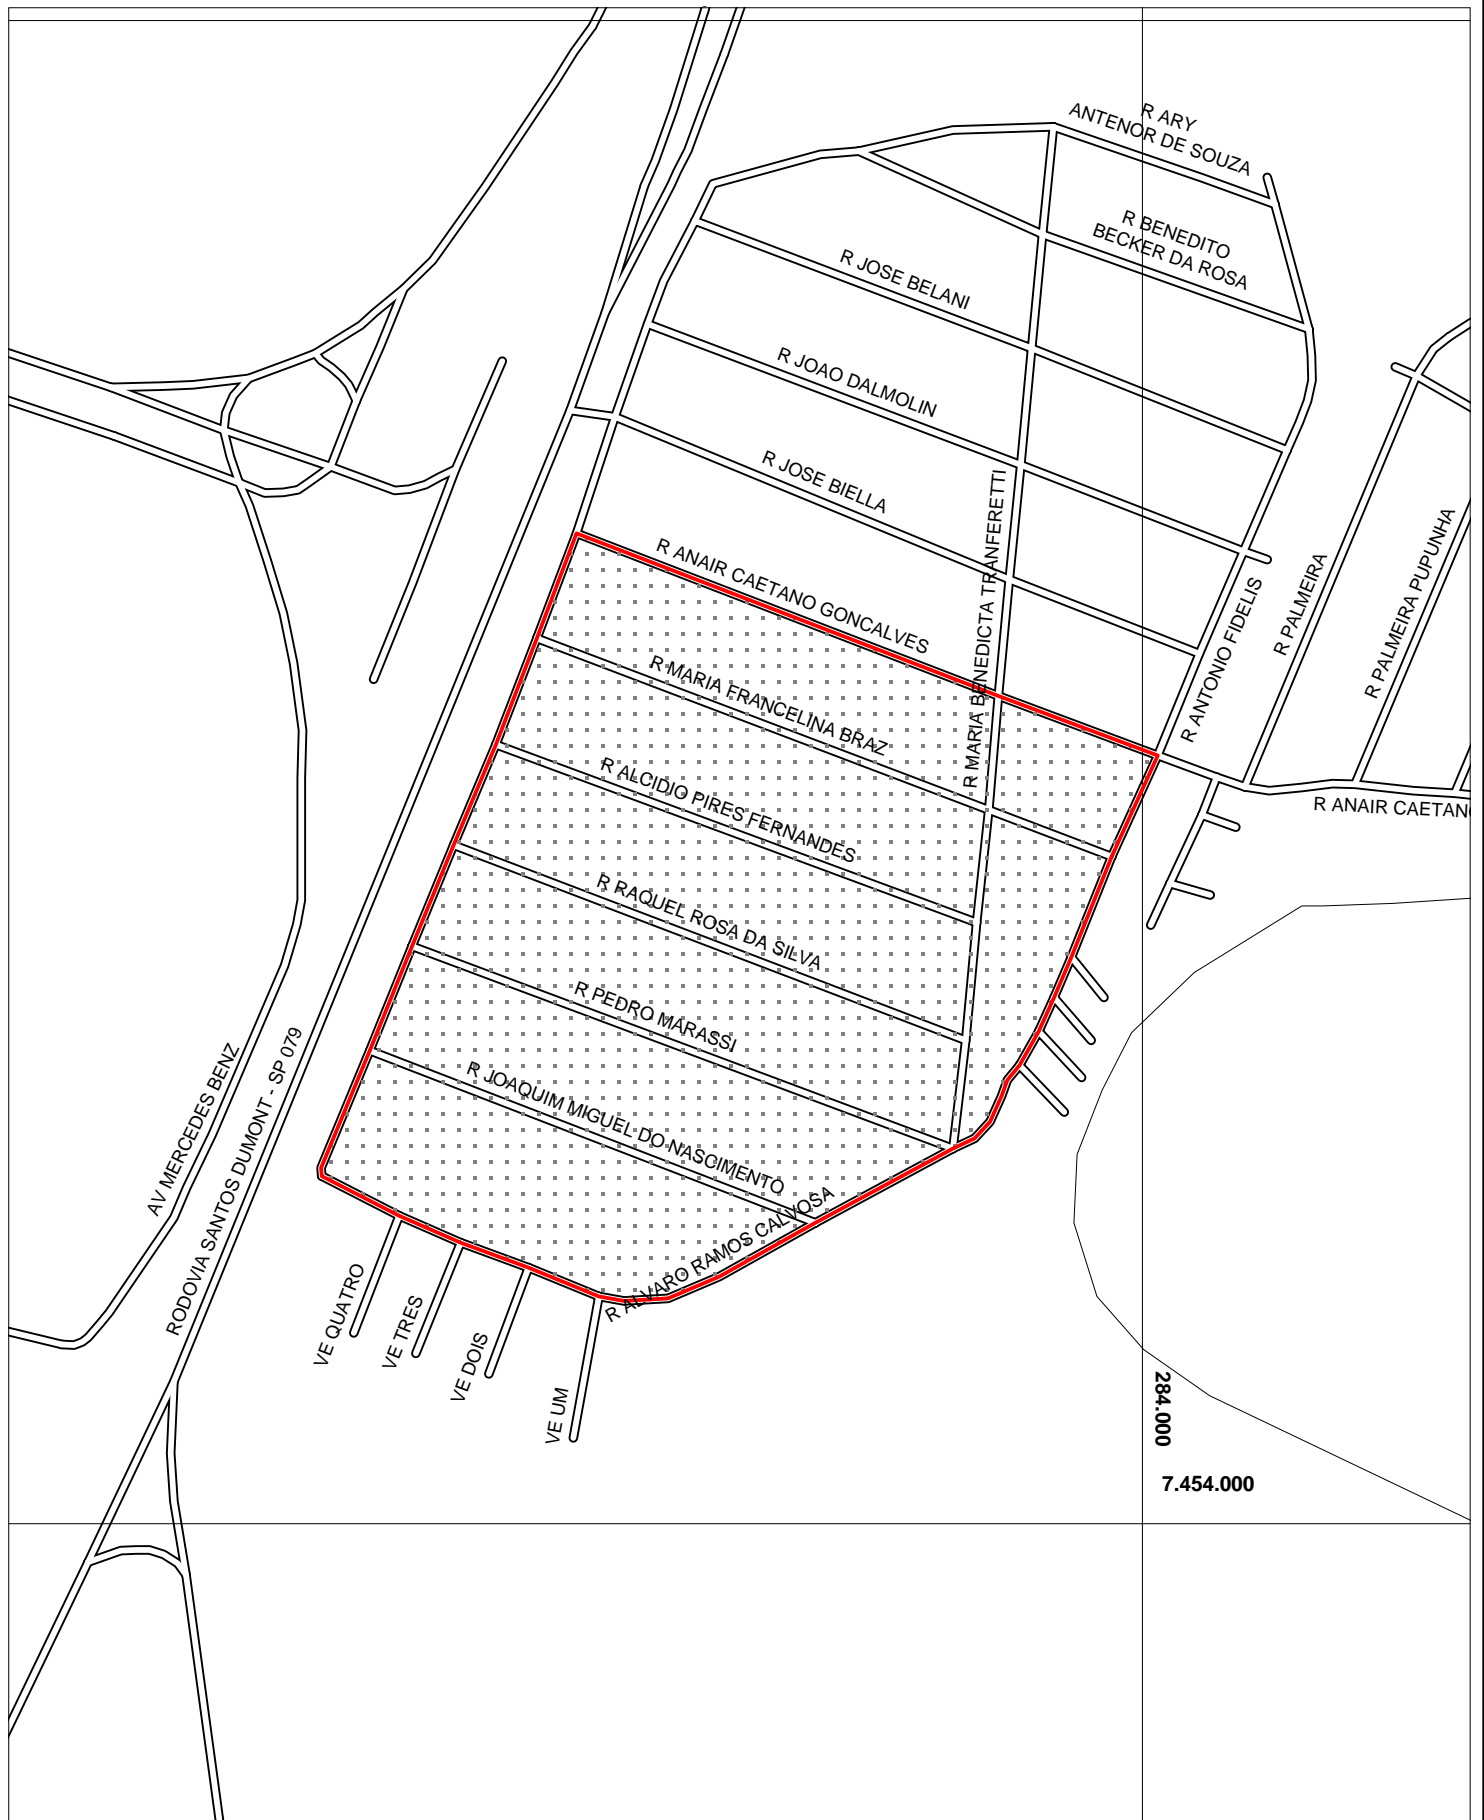 R ARY
ANTENOR DE SOUZA
R BENEDITO
BECKER DA ROSA
R JOSE BELANI
R JOAO DALMOLIN
R JOSE BIELLA
R MARIA BENEDICTA TRANFERETTI
R ANAIR CAETANO GONCALVES
R ANTONIO FIDELIS
R PALMEIRA
R PALMEIRA PUPUNHA
R MARIA FRANCELINA BRAZ
R ALCIDIO PIRES FERNANDES
R ANAIR CAETANO
R RAQUEL ROSA DA SILVA
R PEDRO MARASSI
R JOAQUIM MIGUEL DO NASCIMENTO
AV MERCEDES BENZ
RODOVIA SANTOS DUMONT - SP 079
R ALVARO RAMOS CALVOSA
VE QUATRO
VE TRES
VE DOIS
VE UM
284.000
7.454.000